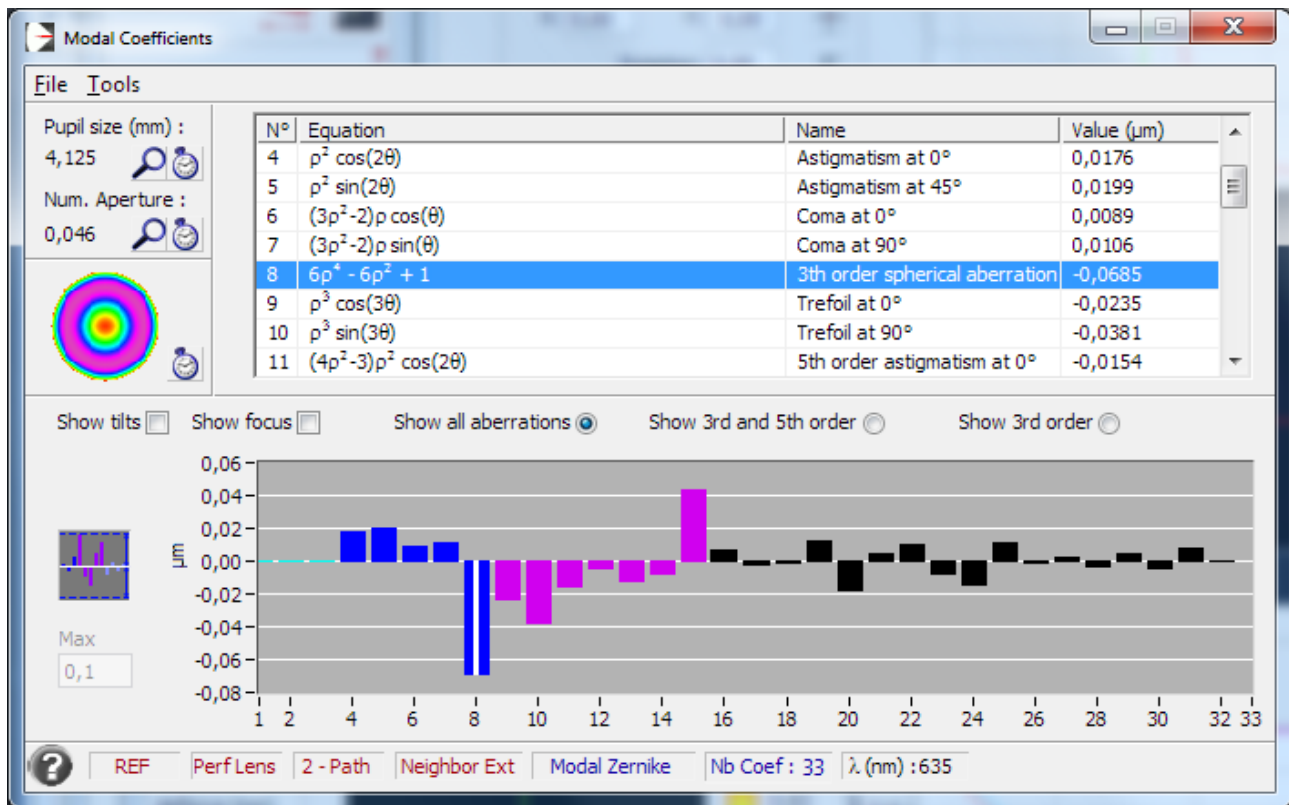 Modal Coefficients
File Tools
Pupil size (mm) :
4,125
Num. Aperture :
0,046
N° Equation Name Value (µm)
4 ρ² cos(2θ) Astigmatism at 0° 0,0176
5 ρ² sin(2θ) Astigmatism at 45° 0,0199
6 (3ρ²-2)ρ cos(θ) Coma at 0° 0,0089
7 (3ρ²-2)ρ sin(θ) Coma at 90° 0,0106
8 6ρ⁴ - 6ρ² + 1 3th order spherical aberration -0,0685
9 ρ³ cos(3θ) Trefoil at 0° -0,0235
10 ρ³ sin(3θ) Trefoil at 90° -0,0381
11 (4ρ²-3)ρ² cos(2θ) 5th order astigmatism at 0° -0,0154
Show tilts Show focus Show all aberrations Show 3rd and 5th order Show 3rd order
0,06
0,04
0,02
0,00
-0,02
-0,04
-0,06
-0,08
µm
Max
0,1
1 2 4 6 8 10 12 14 16 18 20 22 24 26 28 30 32 33
? REF Perf Lens 2 - Path Neighbor Ext Modal Zernike Nb Coef : 33 λ (nm) :635